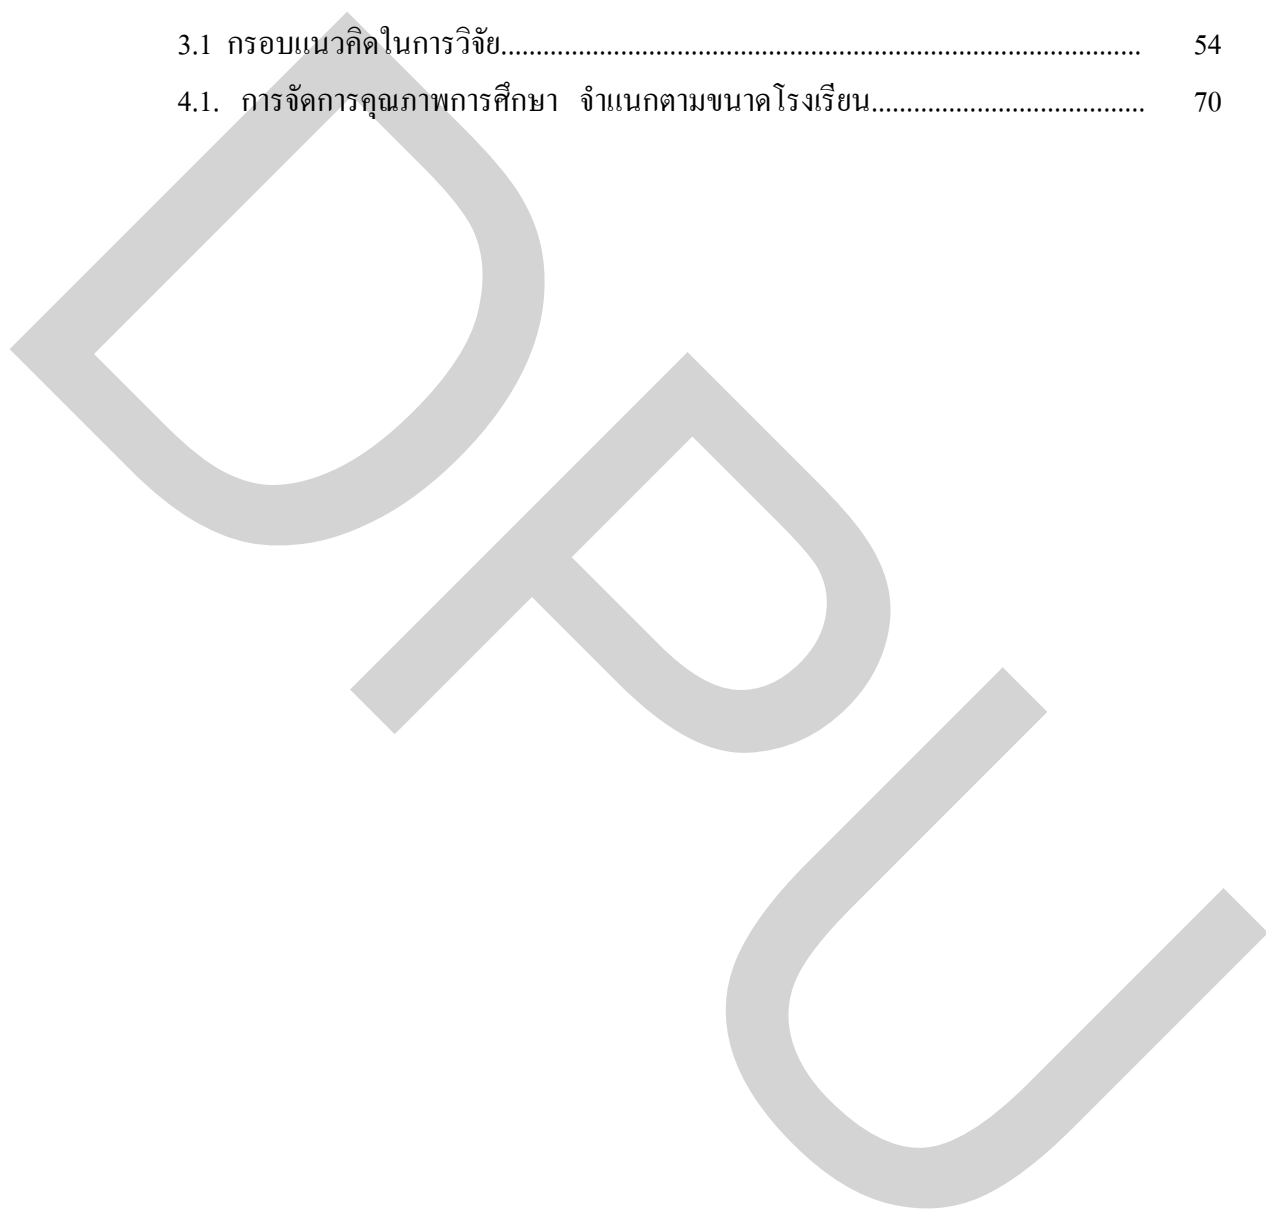 3.1 กรอบแนวคิดในการวิจัย........................................................................................... 54
4.1. การจัดการคุณภาพการศึกษา จำแนกตามขนาดโรงเรียน....................................... 70
DPU